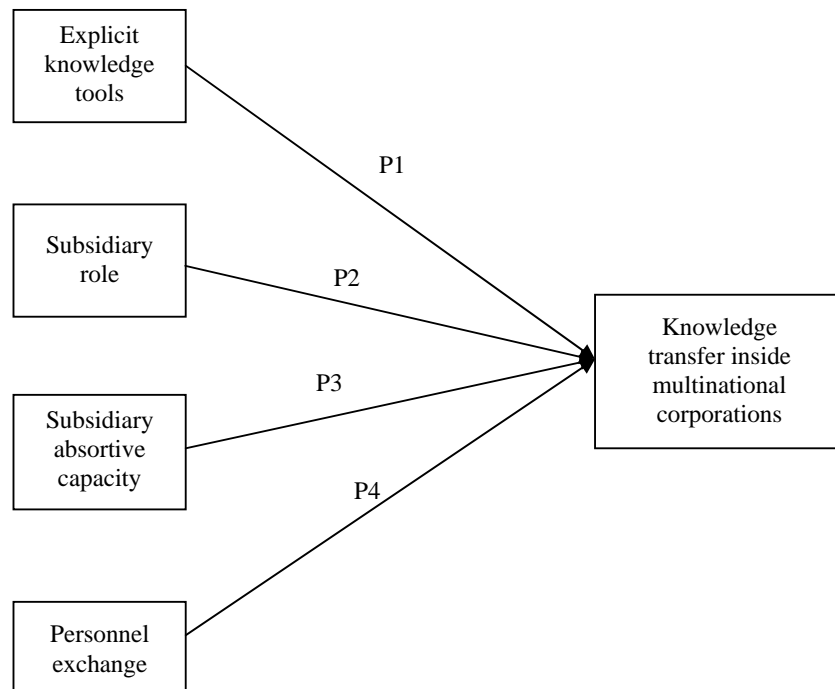 Explicit
knowledge
tools
P1
Subsidiary
role
P2
Knowledge
transfer inside
multinational
corporations
P3
Subsidiary
absortive
capacity
P4
Personnel
exchange